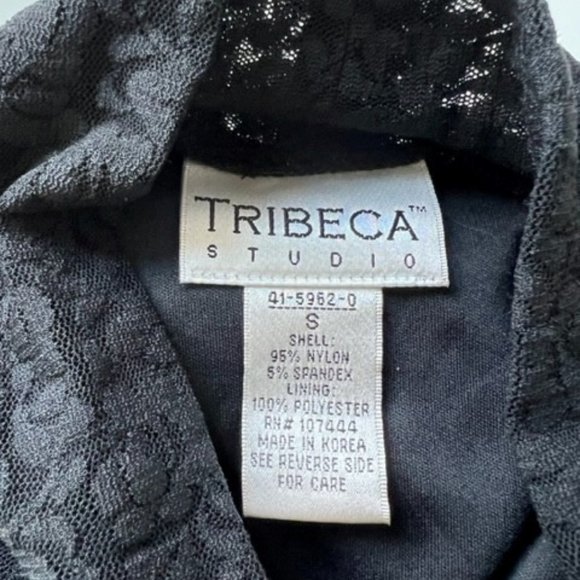 TRIBECA™
STUDIO
41-5962-0
S
SHELL:
95% NYLON
5% SPANDEX
LINING:
100% POLYESTER
RN# 107444
MADE IN KOREA
SEE REVERSE SIDE
FOR CARE